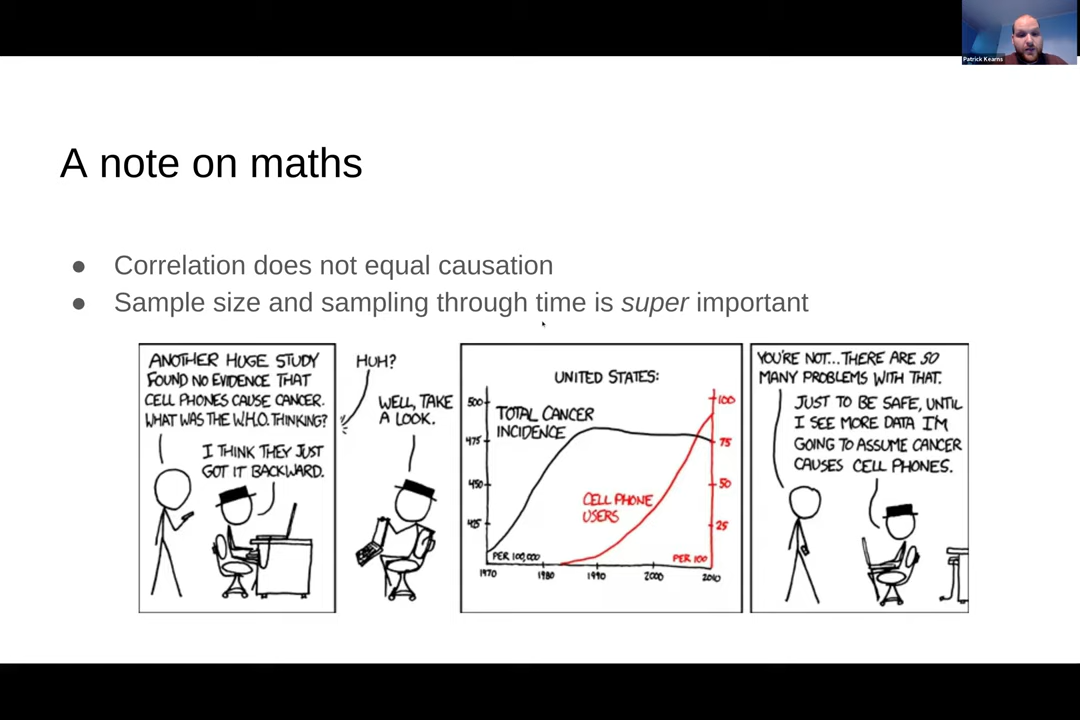 Patrick Kearns
A note on maths
● Correlation does not equal causation
● Sample size and sampling through time is super important
ANOTHER HUGE STUDY
FOUND NO EVIDENCE THAT
CELL PHONES CAUSE CANCER.
WHAT WAS THE W.H.O. THINKING?
I THINK THEY JUST
GOT IT BACKWARD.
HUH?
WELL, TAKE
A LOOK.
UNITED STATES:
500
475
450
425
TOTAL CANCER
INCIDENCE
CELL PHONE
USERS
100
75
50
25
PER 100,000
PER 100
1970 1980 1990 2000 2010
YOU'RE NOT... THERE ARE SO
MANY PROBLEMS WITH THAT.
JUST TO BE SAFE, UNTIL
I SEE MORE DATA I'M
GOING TO ASSUME CANCER
CAUSES CELL PHONES.